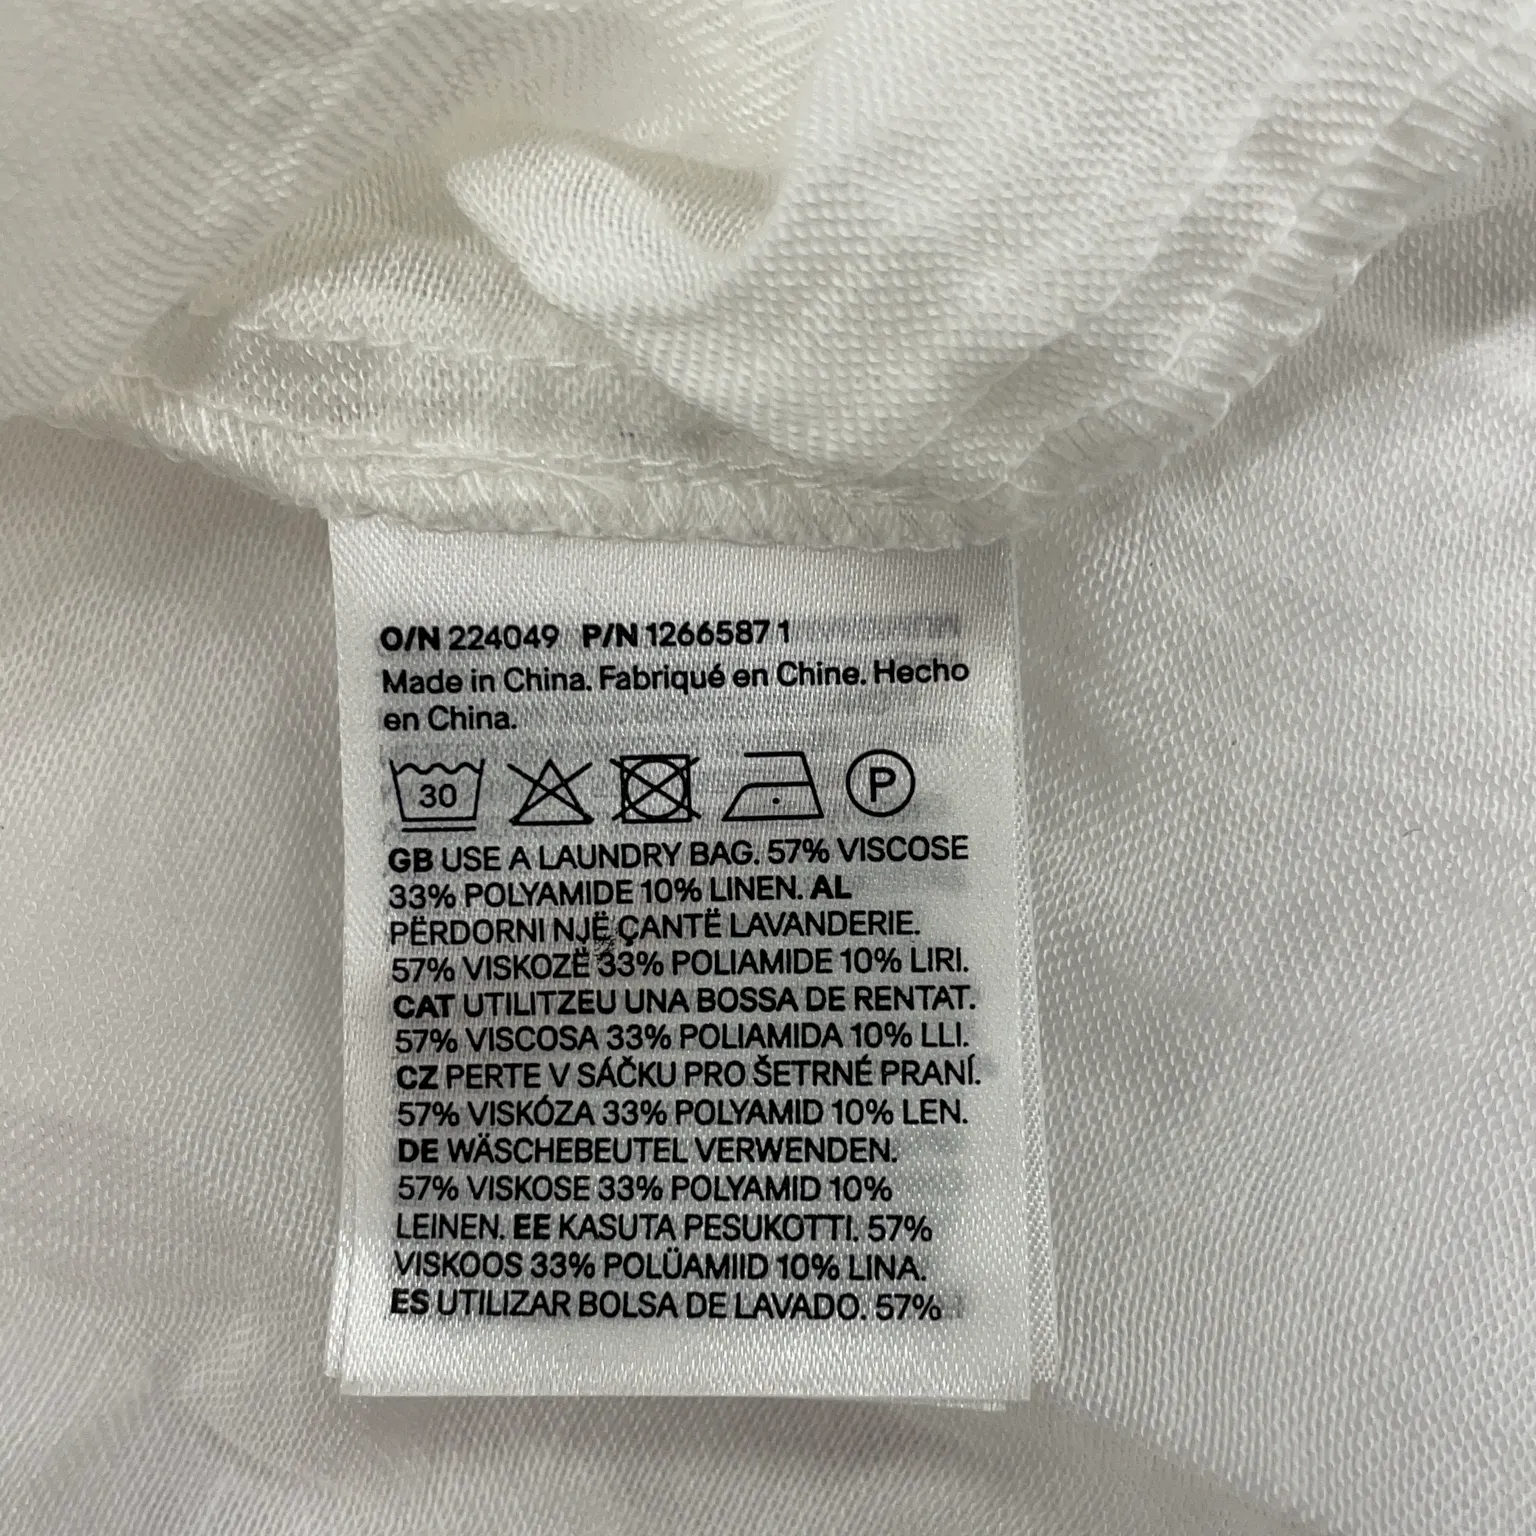 O/N 224049 P/N 1266587 1
Made in China. Fabriqué en Chine. Hecho
en China.
30 P
GB USE A LAUNDRY BAG. 57% VISCOSE
33% POLYAMIDE 10% LINEN. AL
PËRDORNI NJË ÇANTË LAVANDERIE.
57% VISKOZË 33% POLIAMIDE 10% LIRI.
CAT UTILITZEU UNA BOSSA DE RENTAT.
57% VISCOSA 33% POLIAMIDA 10% LLI.
CZ PERTE V SÁČKU PRO ŠETRNÉ PRANÍ.
57% VISKÓZA 33% POLYAMID 10% LEN.
DE WÄSCHEBEUTEL VERWENDEN.
57% VISKOSE 33% POLYAMID 10%
LEINEN. EE KASUTA PESUKOTTI. 57%
VISKOOS 33% POLÜAMIID 10% LINA.
ES UTILIZAR BOLSA DE LAVADO. 57%